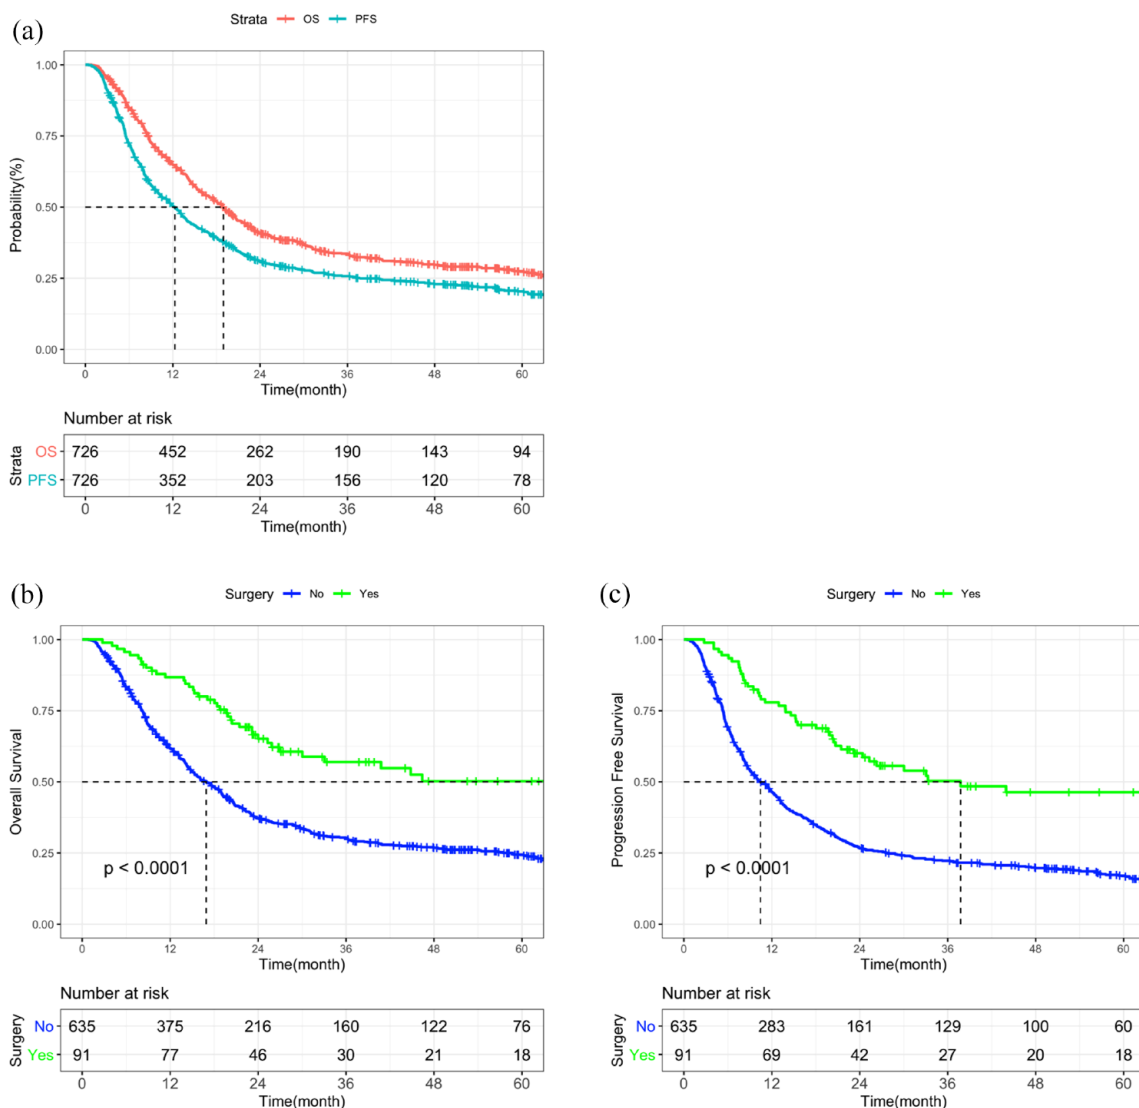 (a)
Strata OS PFS
1.00
0.75
0.50
0.25
0.00
Probability(%)
0 12 24 36 48 60
Time(month)
Number at risk
Strata
OS 726 452 262 190 143 94
PFS 726 352 203 156 120 78
0 12 24 36 48 60
Time(month)
(b)
Surgery No Yes
1.00
0.75
0.50
0.25
0.00
Overall Survival
p < 0.0001
0 12 24 36 48 60
Time(month)
Number at risk
Surgery
No 635 375 216 160 122 76
Yes 91 77 46 30 21 18
0 12 24 36 48 60
Time(month)
(c)
Surgery No Yes
1.00
0.75
0.50
0.25
0.00
Progression Free Survival
p < 0.0001
0 12 24 36 48 60
Time(month)
Number at risk
Surgery
No 635 283 161 129 100 60
Yes 91 69 42 27 20 18
0 12 24 36 48 60
Time(month)